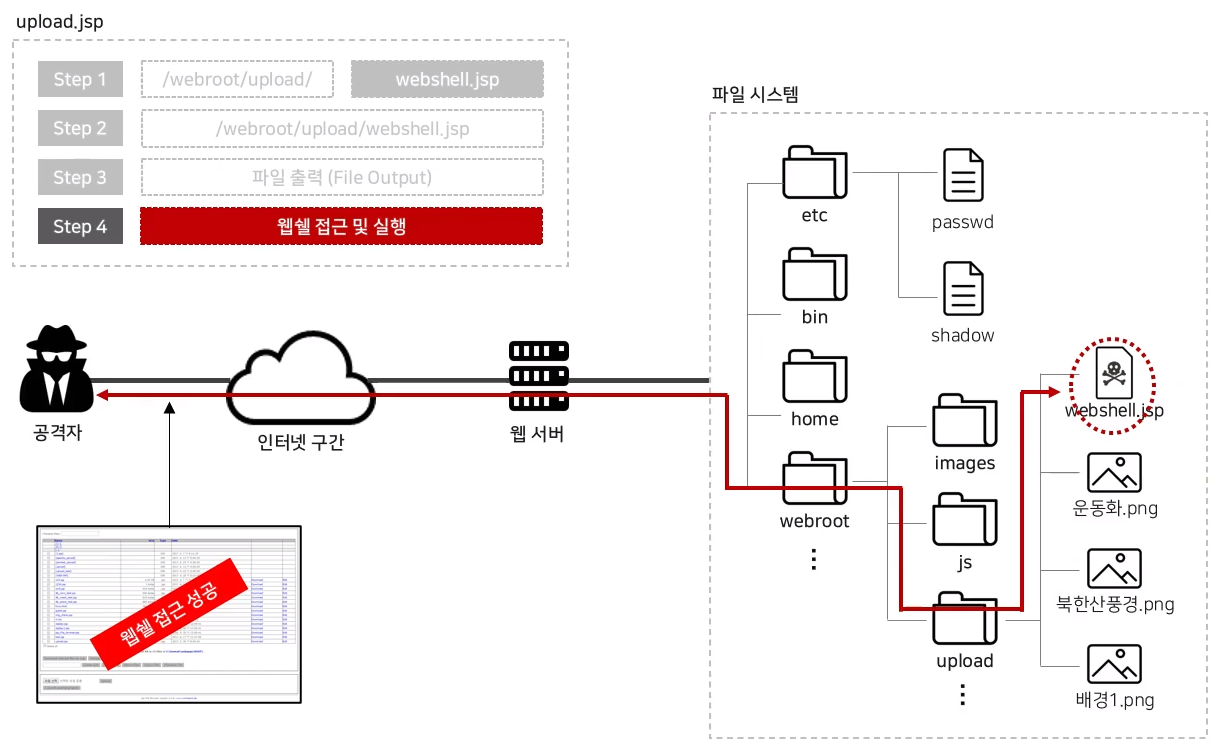 upload.jsp
Step 1
/webroot/upload/
webshell.jsp
Step 2
/webroot/upload/webshell.jsp
Step 3
파일 출력 (File Output)
Step 4
웹쉘 접근 및 실행
파일 시스템
etc
passwd
bin
shadow
home
webshell.jsp
공격자
인터넷 구간
웹 서버
images
webroot
운동화.png
js
북한산풍경.png
웹쉘 접근 성공
upload
배경1.png